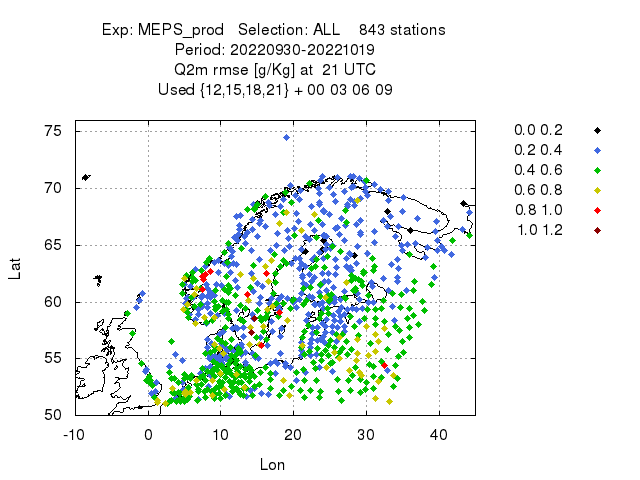 Exp: MEPS_prod   Selection: ALL    843 stations
Period: 20220930-20221019
Q2m rmse [g/Kg] at  21 UTC
Used {12,15,18,21} + 00 03 06 09
75
70
65
60
55
50
-10 0 10 20 30 40
Lat
Lon
0.0 0.2
0.2 0.4
0.4 0.6
0.6 0.8
0.8 1.0
1.0 1.2